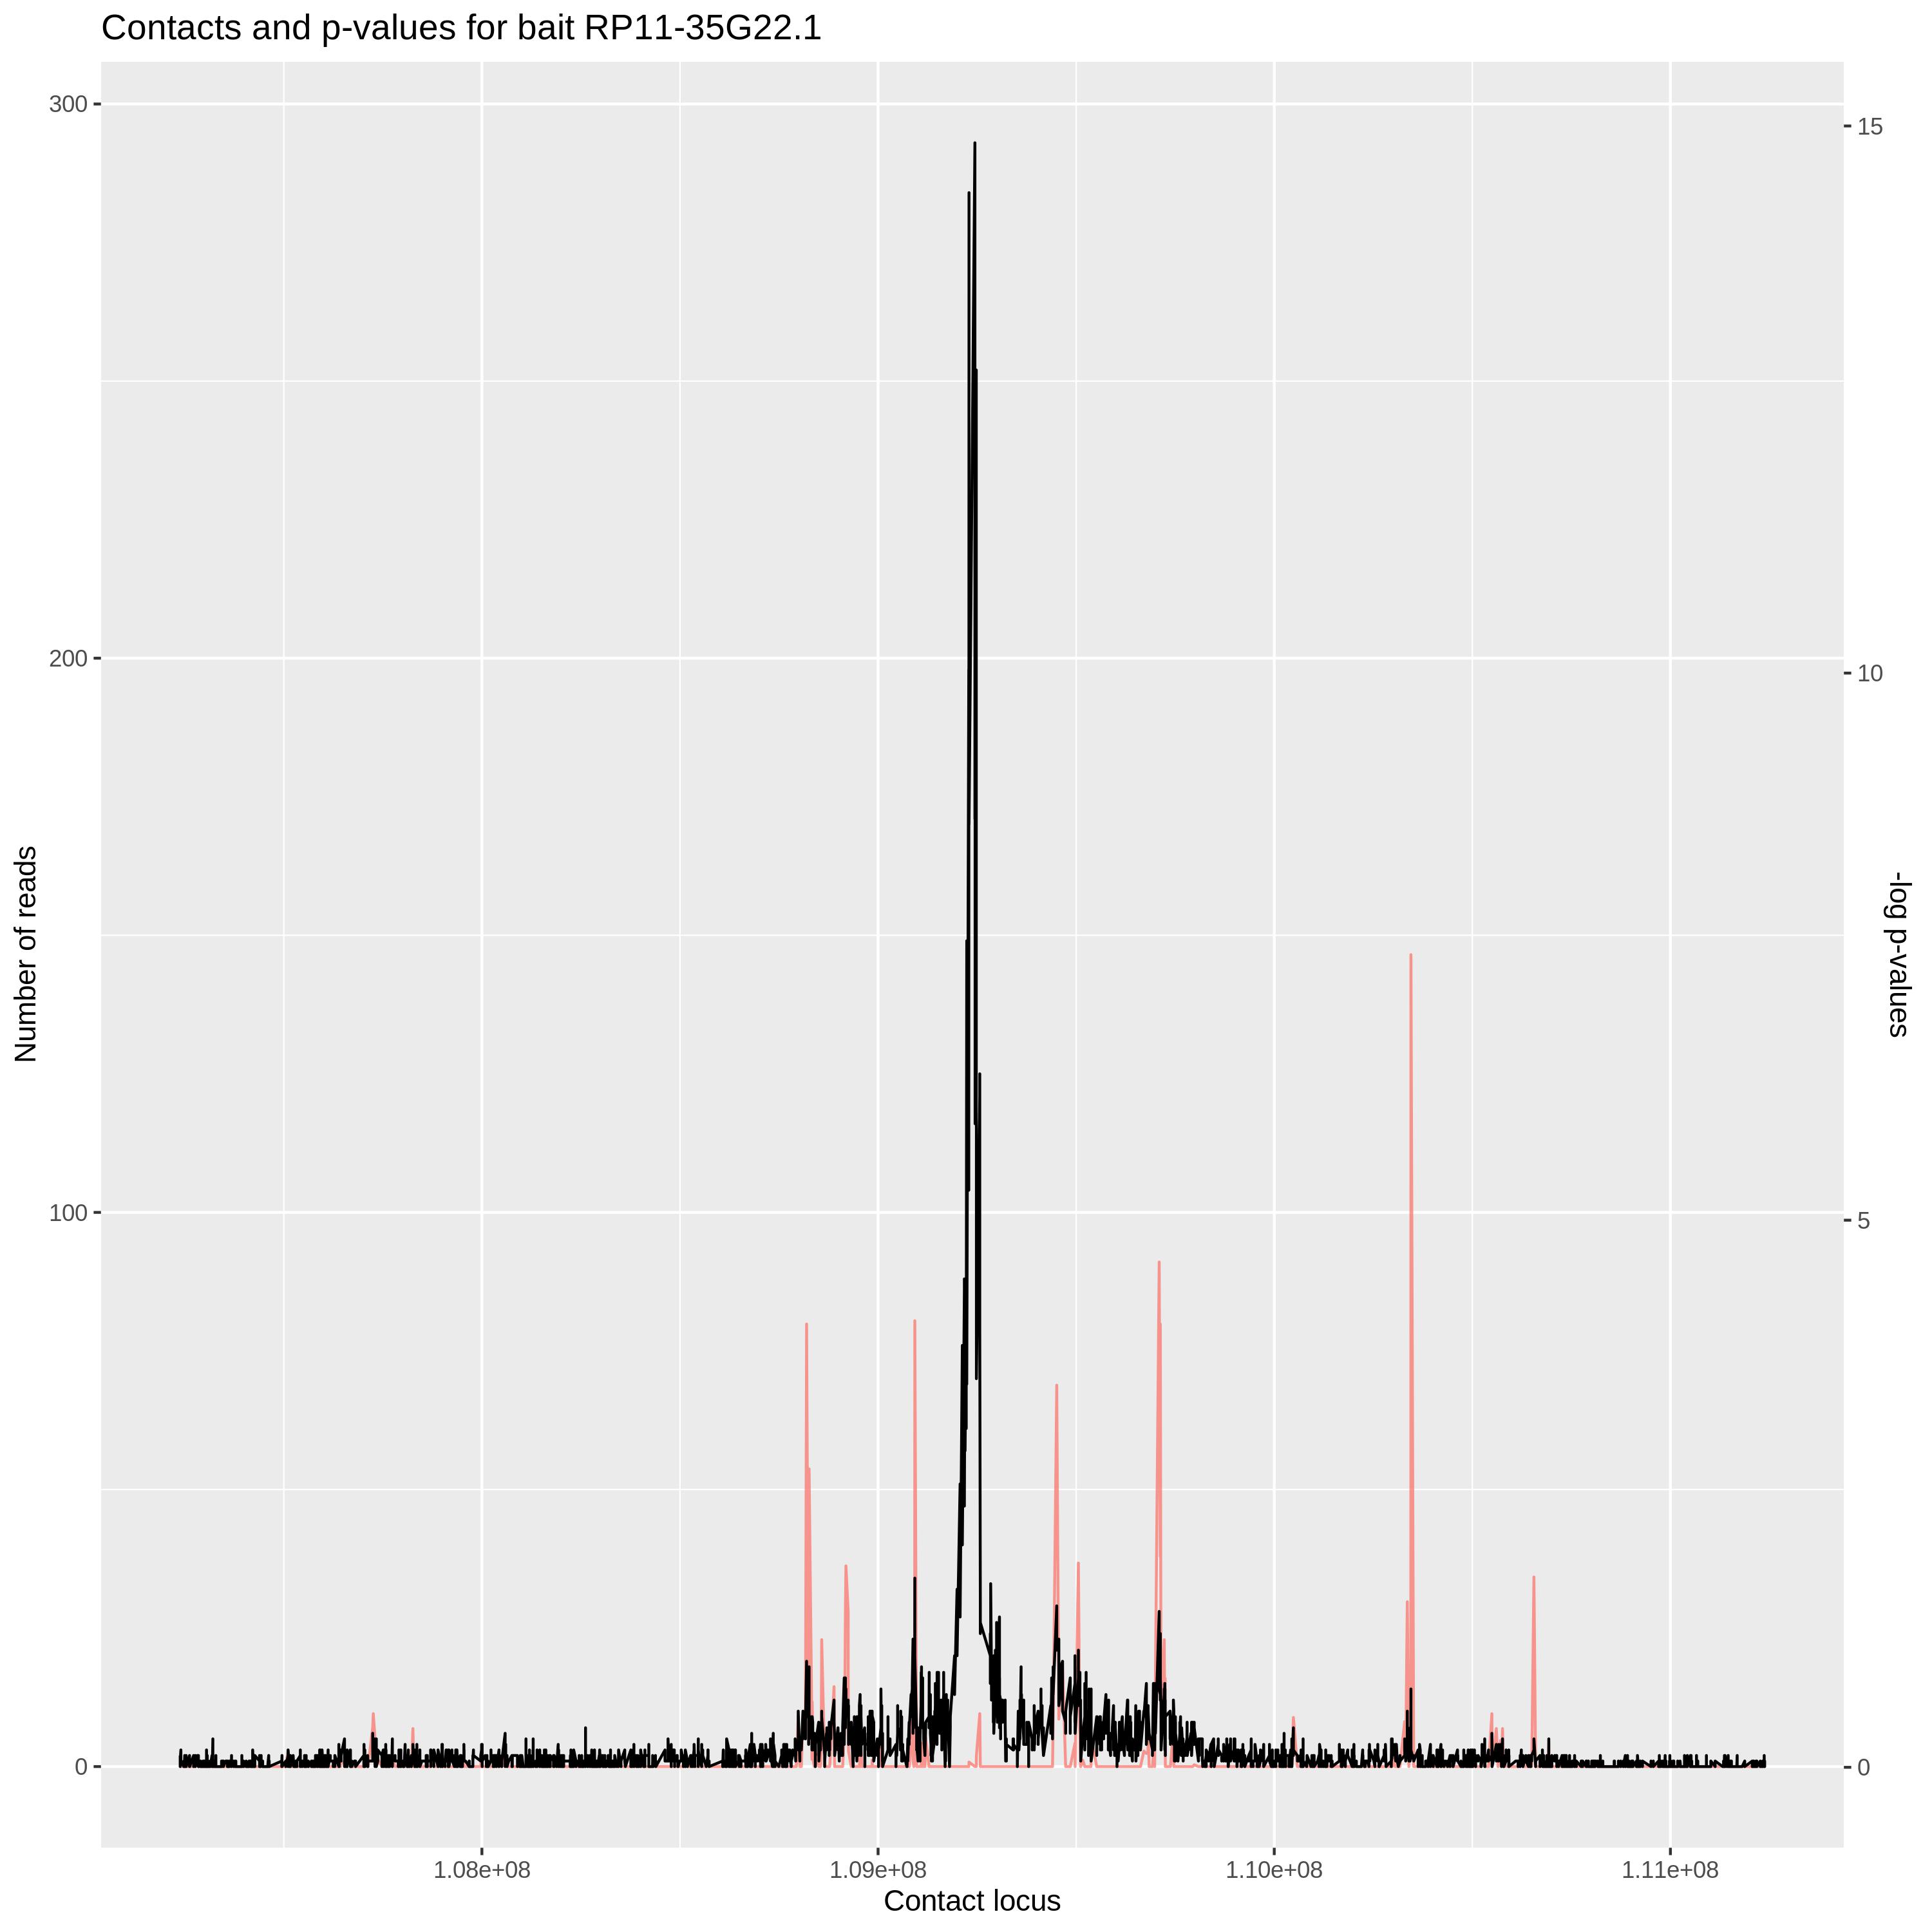 Contacts and p-values for bait RP11-35G22.1
300
200
100
0
Number of reads
15
10
5
0
-log p-values
1.08e+08
1.09e+08
1.10e+08
1.11e+08
Contact locus